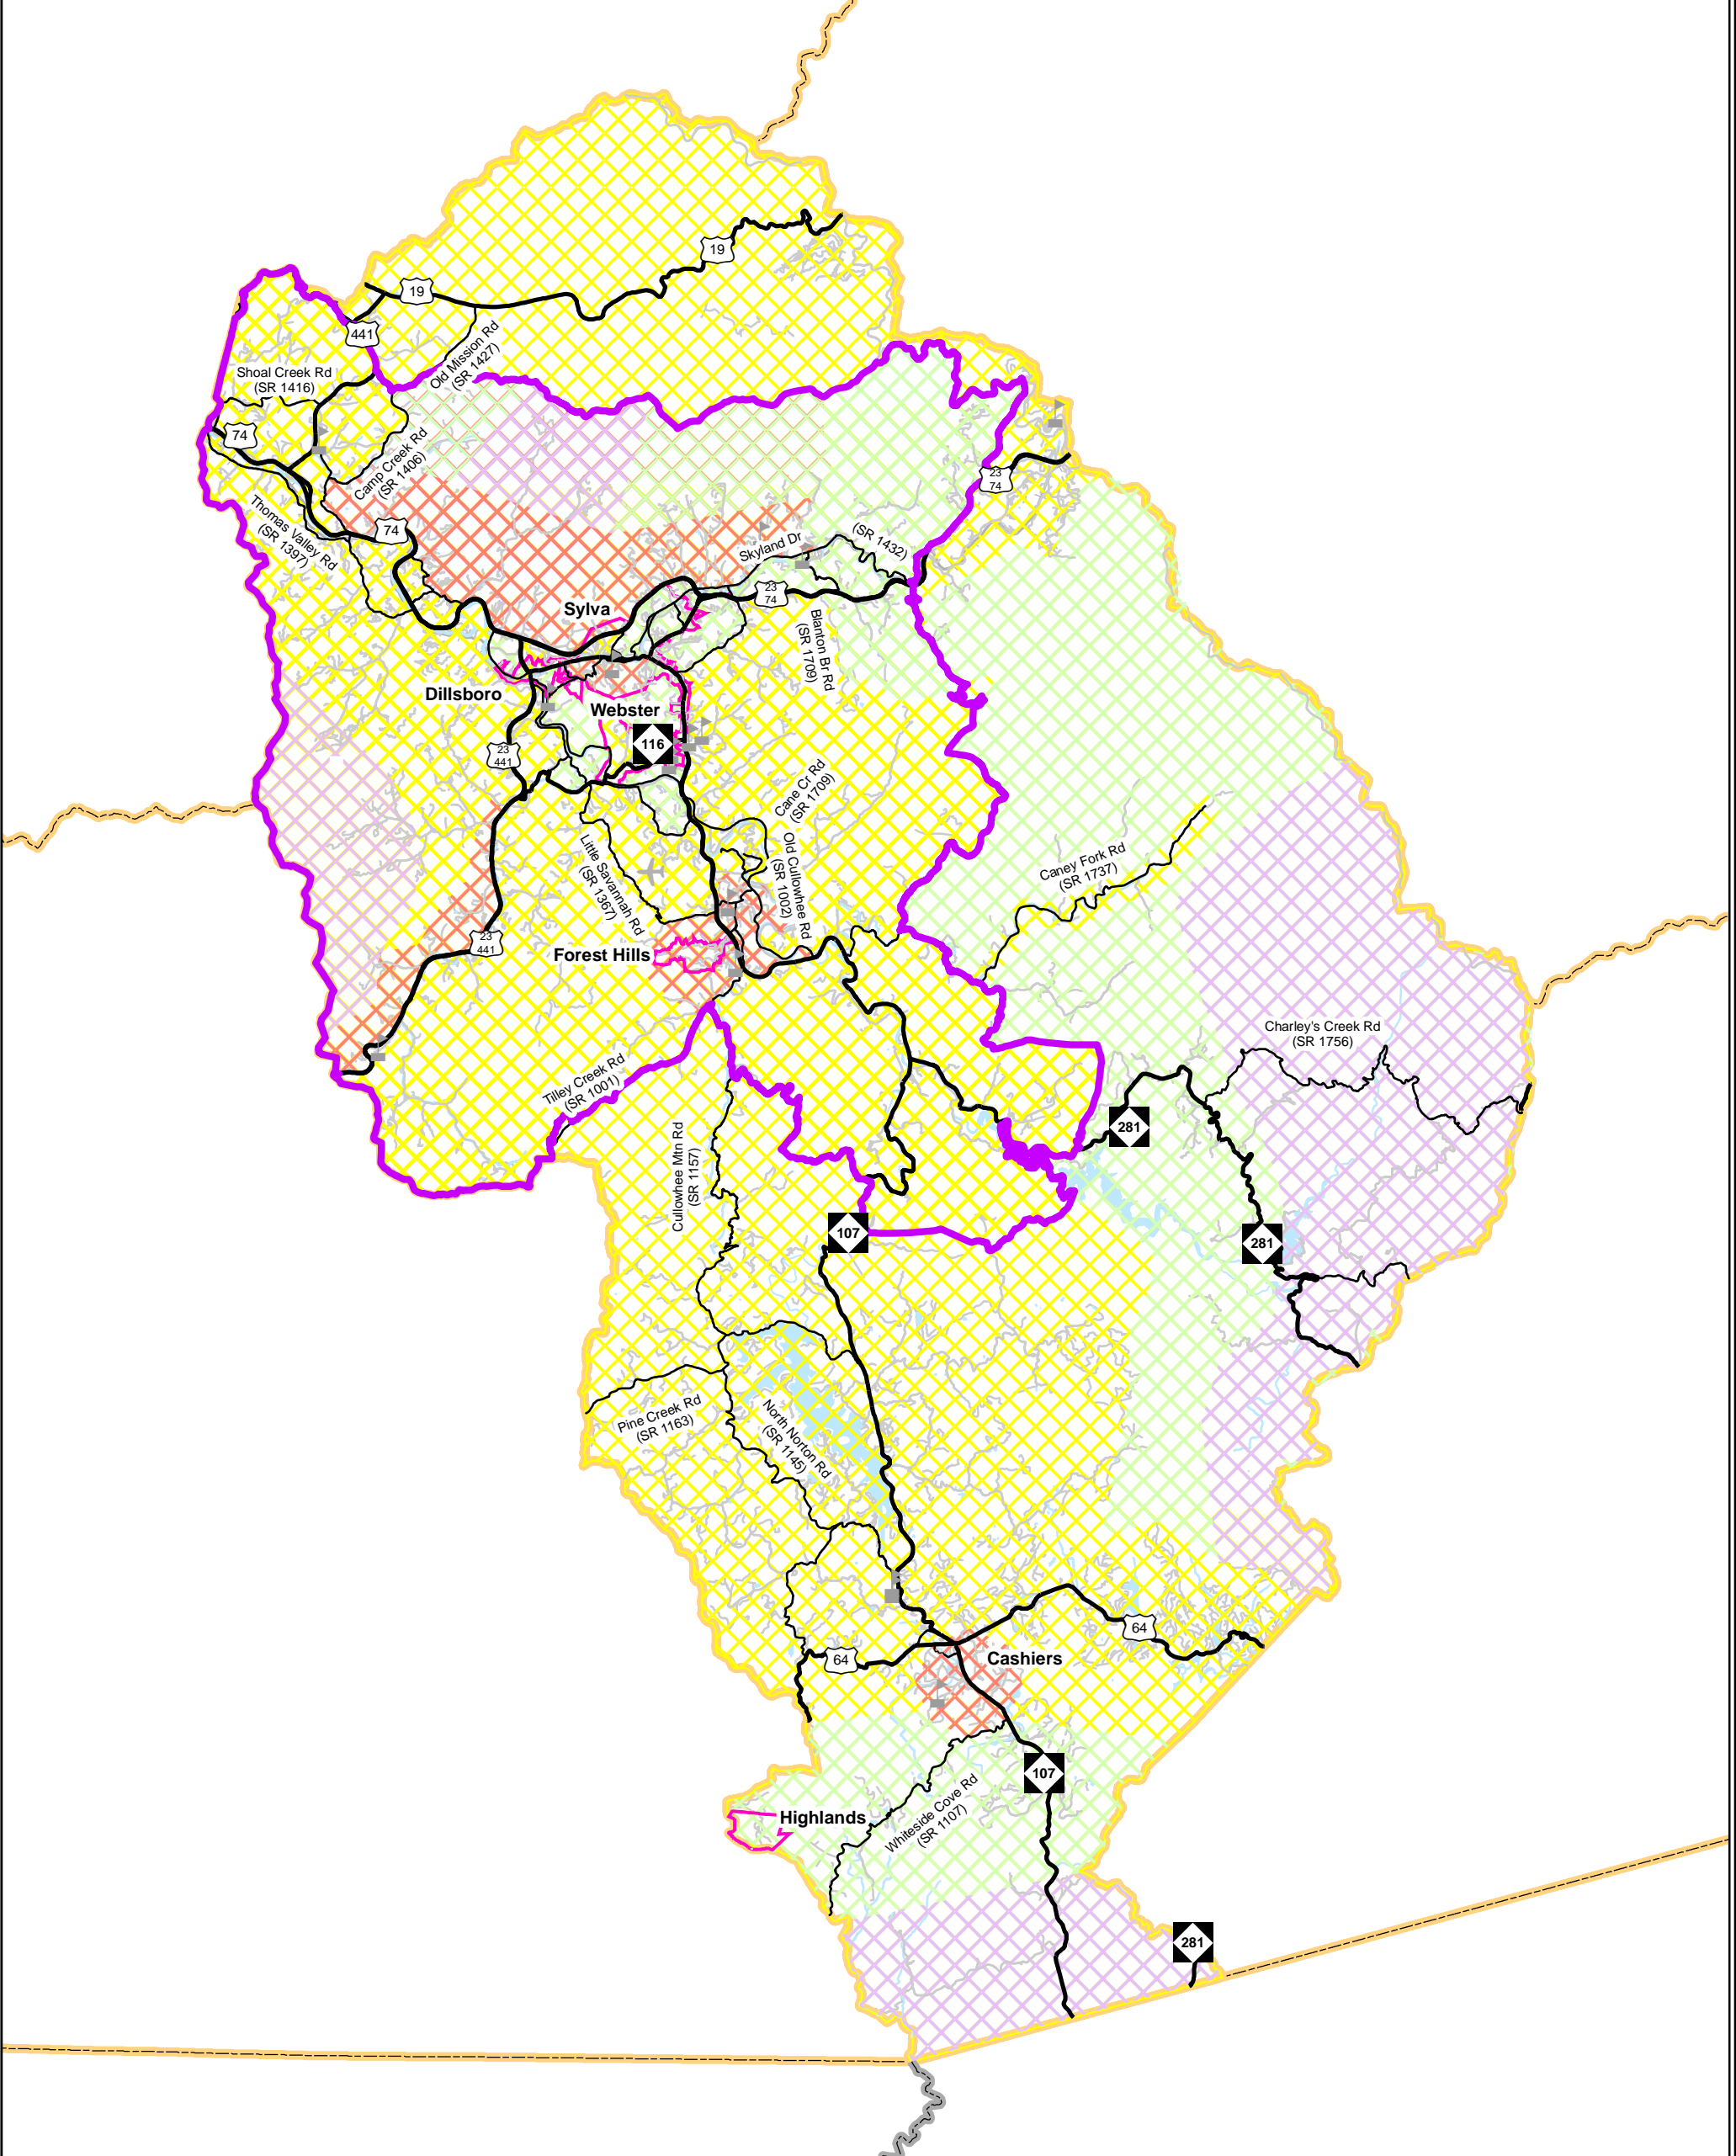 19
19
441
Old Mission Rd
(SR 1427)
Shoal Creek Rd
(SR 1416)
74
Camp Creek Rd
(SR 1406)
23
74
Thomas Valley Rd
(SR 1397)
74
Skyland Dr
(SR 1432)
23
74
Sylva
Blanton Br Rd
(SR 1709)
Dillsboro
Webster
116
23
441
Cane Cr Rd
(SR 1709)
Little Savannah Rd
(SR 1367)
Old Cullowhee Rd
(SR 1002)
Caney Fork Rd
(SR 1737)
23
441
Forest Hills
Charley's Creek Rd
(SR 1756)
Tilley Creek Rd
(SR 1001)
281
Cullowhee Mtn Rd
(SR 1157)
107
281
Pine Creek Rd
(SR 1163)
North Norton Rd
(SR 1145)
64
64
Cashiers
107
Highlands
Whiteside Cove Rd
(SR 1107)
281